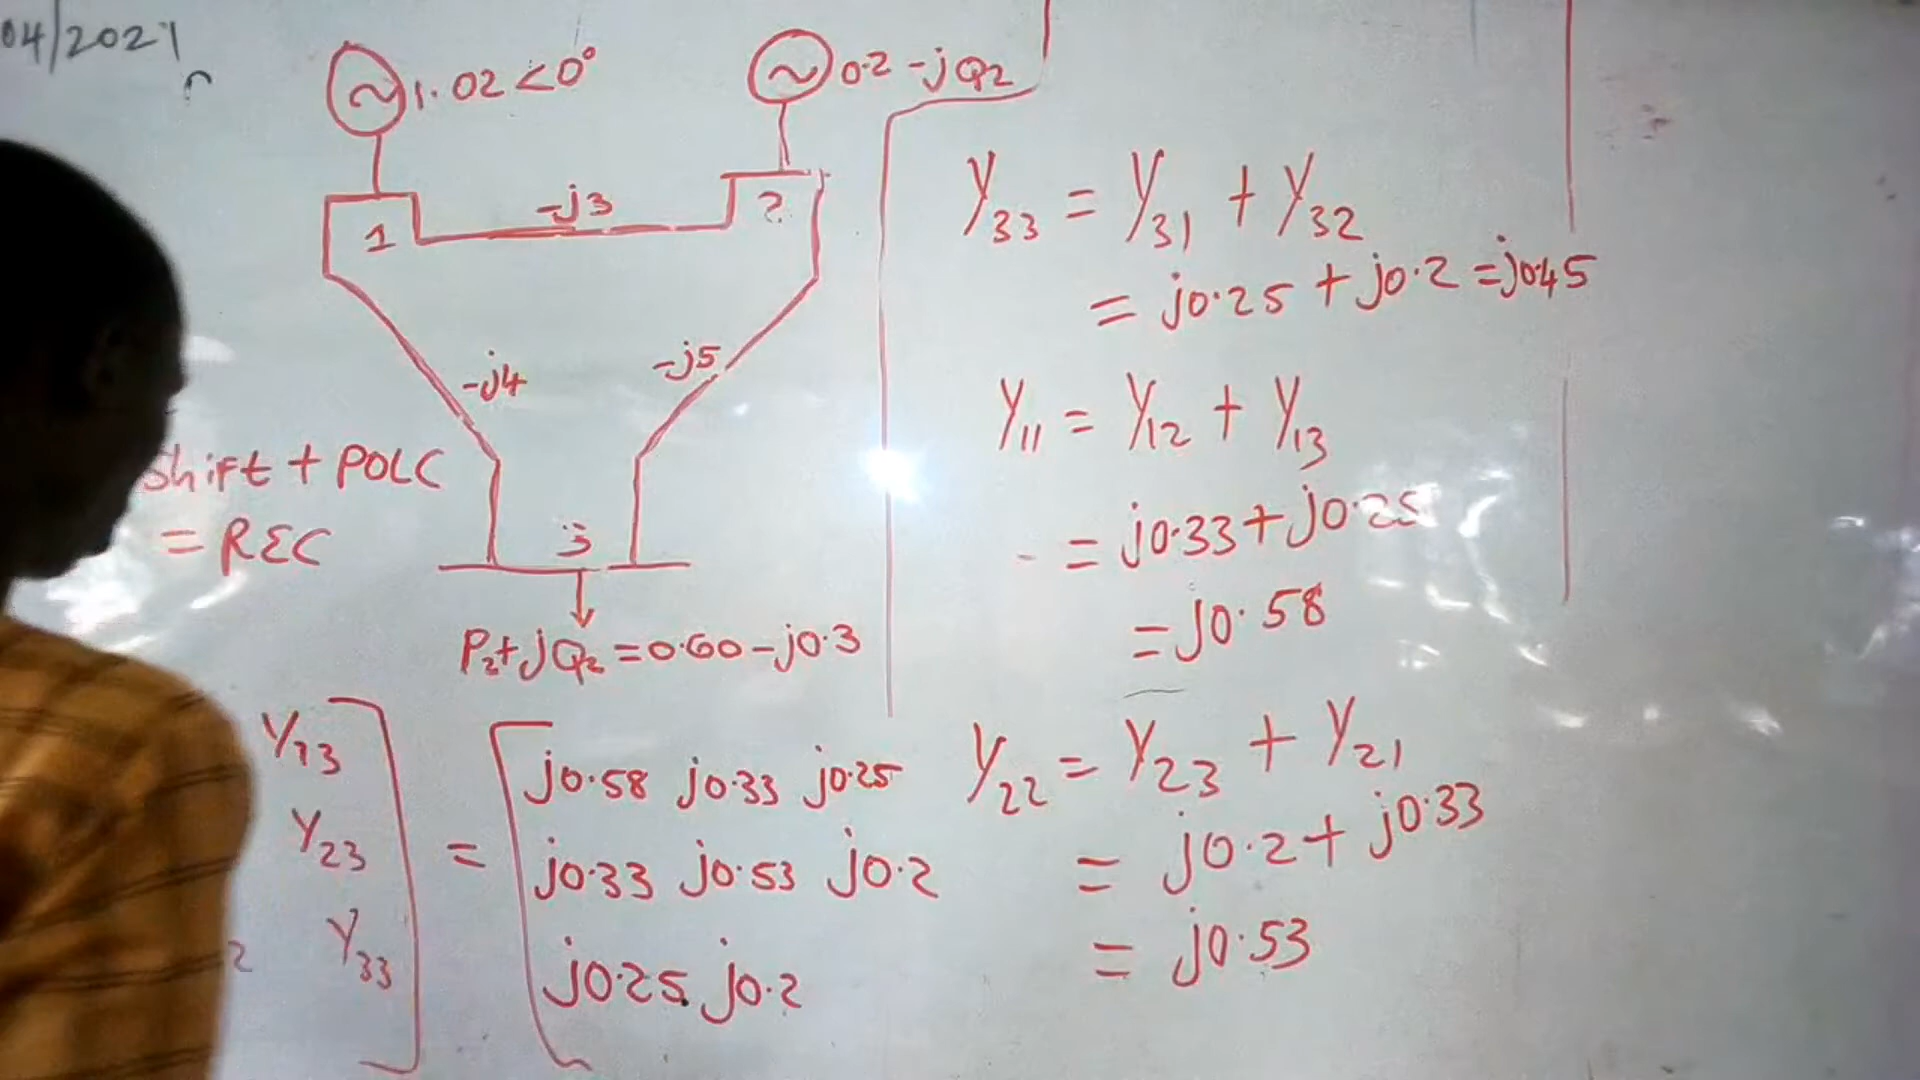 04/2021
1.02 <0°
0.2 -jQ2
-j3
1
2
-j4
-j5
Shift + POLC
= REC
3
P2+jQ2 = 0.60 - j0.3
Y33 = Y31 + Y32
= j0.25 + j0.2 = j0.45
Y11 = Y12 + Y13
= j0.33 + j0.25
= j0.58
Y22 = Y23 + Y21
= j0.2 + j0.33
= j0.53
Y13
Y23
2 Y33
=
j0.58 j0.33 j0.25
j0.33 j0.53 j0.2
j0.25 j0.2